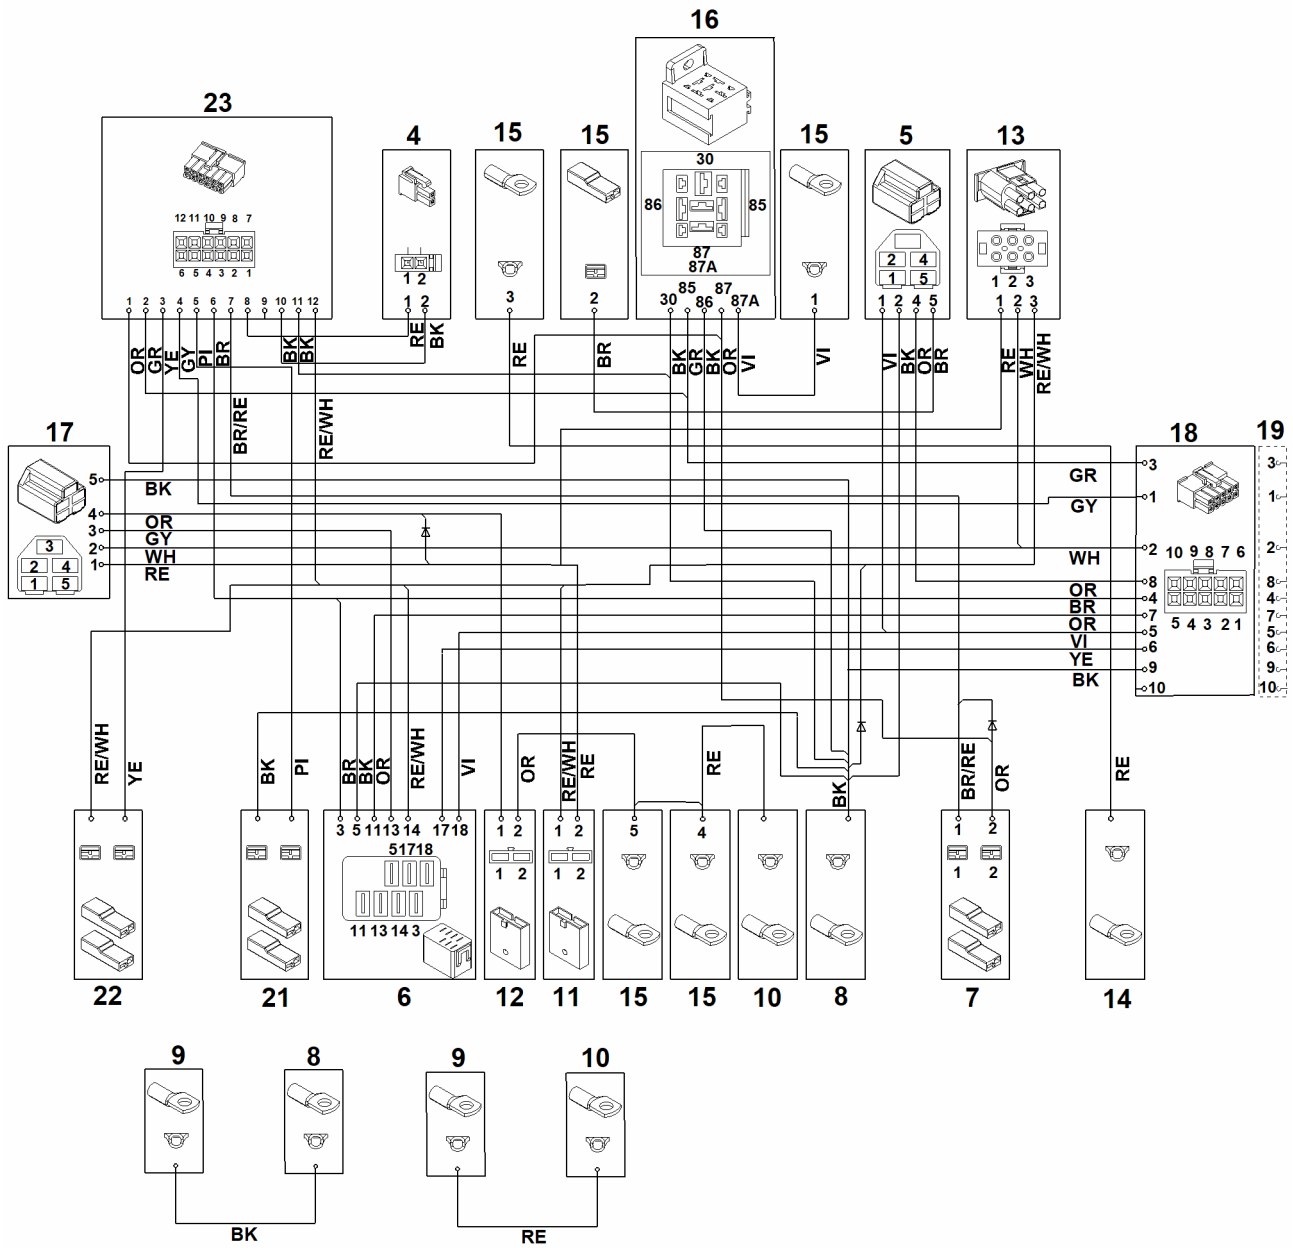 16
23
4
15
15
15
5
13
30
86
85
87
87A
12 11 10 9 8 7
6 5 4 3 2 1
1 2
2 4
1 5
1 2 3
1 2 3 4 5 6 7 8 9 10 11 12
1 2
3
2
30 85 86 87 87A
1
1 2 4 5
1 2 3
OR
GR
YE
GY
PI
BR
BK
BK
RE
BK
RE
BR
BK
GR
BK
OR
VI
VI
VI
BK
OR
BR
RE
WH
RE/WH
BR/RE
RE/WH
17
18
19
5
BK
4
OR
3
GY
2
WH
1
RE
3
2 4
1 5
3
GR
1
GY
2
WH
8
OR
4
BR
7
OR
5
VI
6
YE
9
BK
10
10 9 8 7 6
5 4 3 2 1
3
1
2
8
4
7
5
6
9
10
RE/WH
YE
BK
PI
BR
BK
OR
RE/WH
VI
OR
RE/WH
RE
RE
BK
BR/RE
OR
RE
3 5 11 13 14 17 18
1 2
1 2
5
4
1 2
5 17 18
11 13 14 3
1 2
1 2
1 2
22
21
6
12
11
15
15
10
8
7
14
9
8
9
10
BK
RE